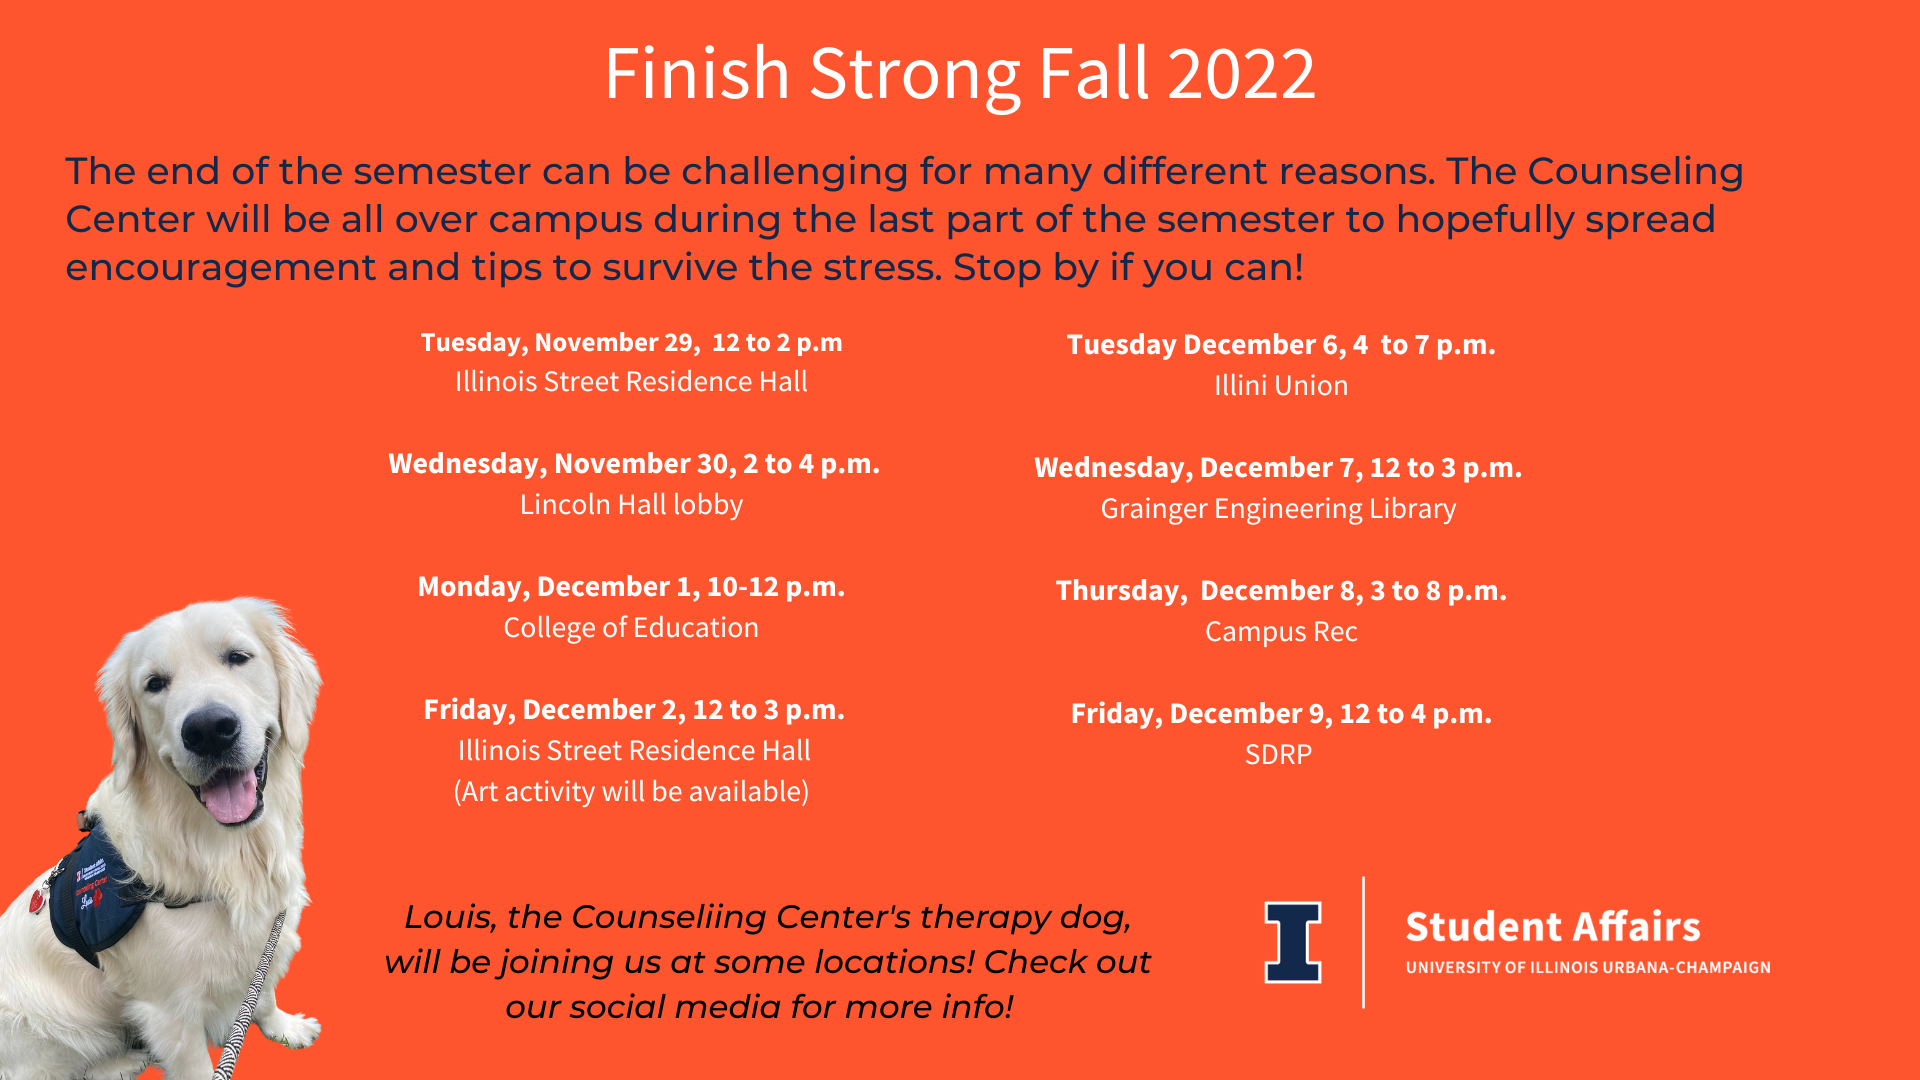 Finish Strong Fall 2022
The end of the semester can be challenging for many different reasons. The Counseling
Center will be all over campus during the last part of the semester to hopefully spread
encouragement and tips to survive the stress. Stop by if you can!
Tuesday, November 29,  12 to 2 p.m
Illinois Street Residence Hall
Wednesday, November 30, 2 to 4 p.m.
Lincoln Hall lobby
Monday, December 1, 10-12 p.m.
College of Education
Friday, December 2, 12 to 3 p.m.
Illinois Street Residence Hall
(Art activity will be available)
Tuesday December 6, 4  to 7 p.m.
Illini Union
Wednesday, December 7, 12 to 3 p.m.
Grainger Engineering Library
Thursday,  December 8, 3 to 8 p.m.
Campus Rec
Friday, December 9, 12 to 4 p.m.
SDRP
Louis, the Counseliing Center's therapy dog,
will be joining us at some locations! Check out
our social media for more info!
I
Student Affairs
UNIVERSITY OF ILLINOIS URBANA-CHAMPAIGN
Counseling Center